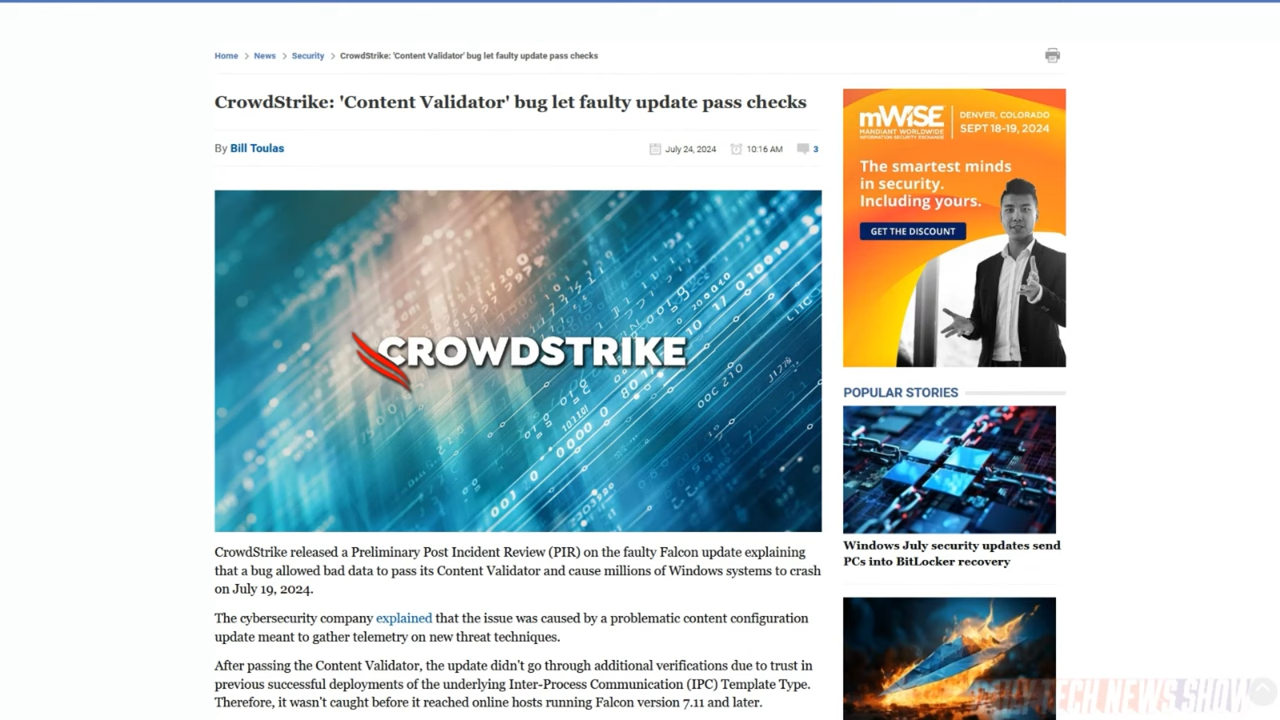 Home > News > Security > CrowdStrike: 'Content Validator' bug let faulty update pass checks
CrowdStrike: 'Content Validator' bug let faulty update pass checks
By Bill Toulas
July 24, 2024
10:16 AM
3
CROWDSTRIKE
CrowdStrike released a Preliminary Post Incident Review (PIR) on the faulty Falcon update explaining
that a bug allowed bad data to pass its Content Validator and cause millions of Windows systems to crash
on July 19, 2024.
The cybersecurity company explained that the issue was caused by a problematic content configuration
update meant to gather telemetry on new threat techniques.
After passing the Content Validator, the update didn't go through additional verifications due to trust in
previous successful deployments of the underlying Inter-Process Communication (IPC) Template Type.
Therefore, it wasn't caught before it reached online hosts running Falcon version 7.11 and later.
mWISE
MANDIANT WORLDWIDE
INFORMATION SECURITY EXCHANGE
DENVER, COLORADO
SEPT 18-19, 2024
The smartest minds
in security.
Including yours.
GET THE DISCOUNT
POPULAR STORIES
Windows July security updates send
PCs into BitLocker recovery
TECH NEWS.SHOW